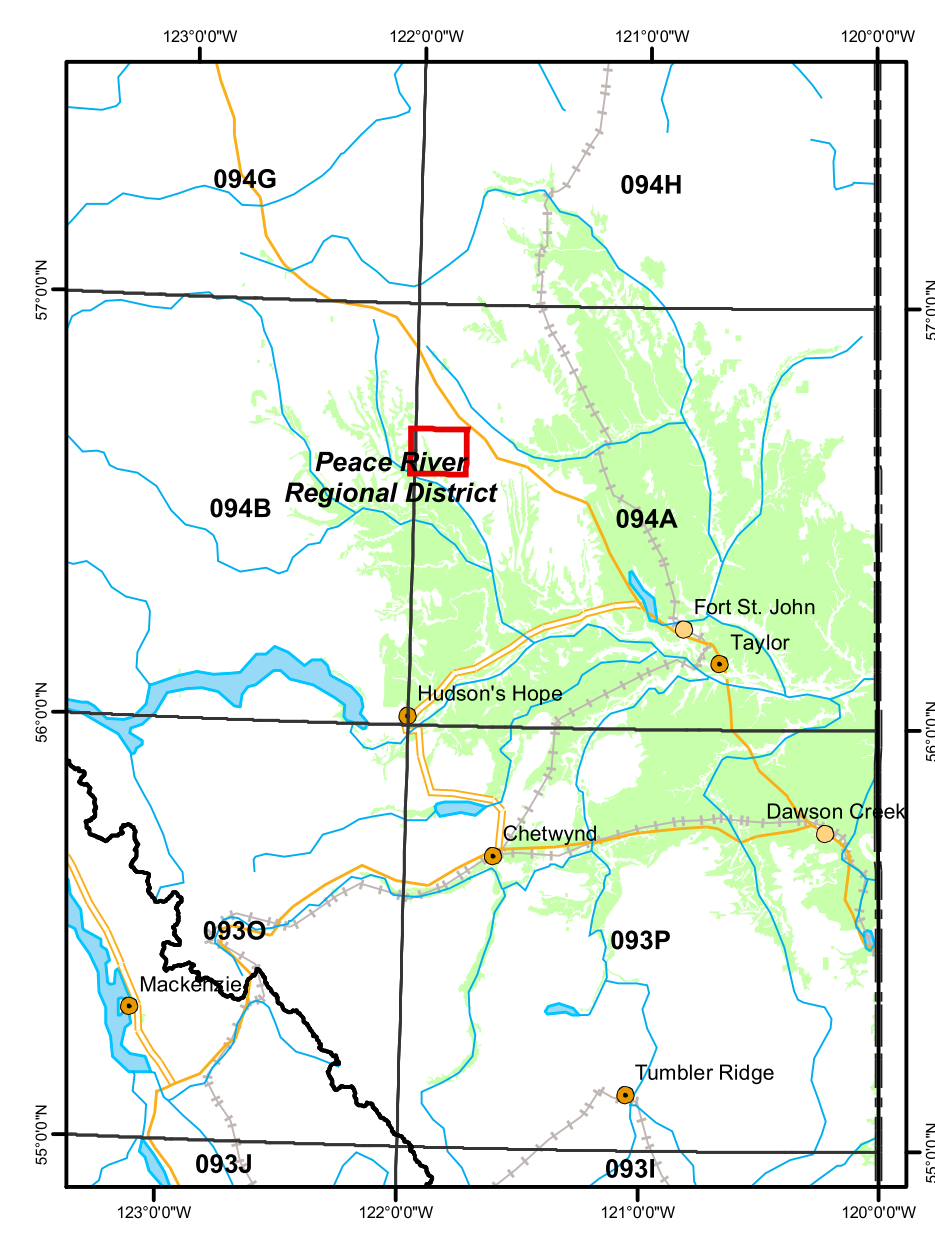 123°0'0"W 122°0'0"W 121°0'0"W 120°0'0"W
094G
094H
57°0'0"N
57°0'0"N
Peace River
Regional District
094B
094A
Fort St. John
Taylor
Hudson's Hope
56°0'0"N
56°0'0"N
Dawson Creek
Chetwynd
093O
093P
Mackenzie
Tumbler Ridge
55°0'0"N
55°0'0"N
093J
093I
123°0'0"W 122°0'0"W 121°0'0"W 120°0'0"W